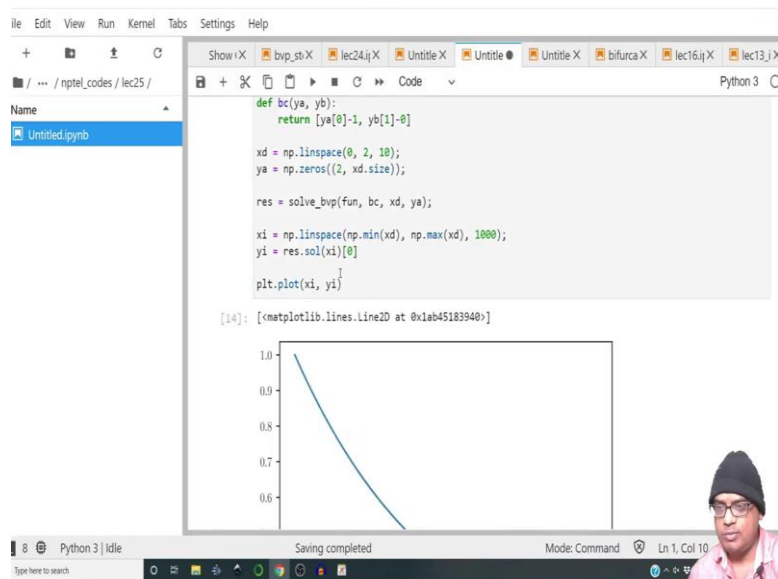 ile Edit View Run Kernel Tabs Settings Help
Show X bvp_st X lec24.ij X Untitle X Untitle ● Untitle X bifurca X lec16.ij X lec13_i X
/ ··· / nptel_codes / lec25 /
Code Python 3
Name
Untitled.ipynb
def bc(ya, yb):
return [ya[0]-1, yb[1]-0]
xd = np.linspace(0, 2, 10);
ya = np.zeros((2, xd.size));
res = solve_bvp(fun, bc, xd, ya);
xi = np.linspace(np.min(xd), np.max(xd), 1000);
yi = res.sol(xi)[0]
plt.plot(xi, yi)
[14]: [<matplotlib.lines.Line2D at 0x1ab45183940>]
1.0
0.9
0.8
0.7
0.6
8 Python 3 | Idle Saving completed Mode: Command Ln 1, Col 10
Type here to search